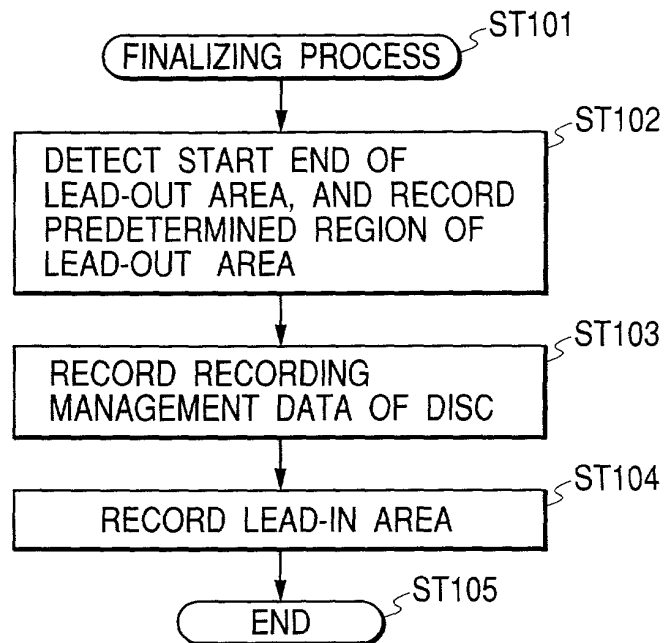 FINALIZING PROCESS
ST101
ST102
DETECT START END OF
LEAD-OUT AREA, AND RECORD
PREDETERMINED REGION OF
LEAD-OUT AREA
ST103
RECORD RECORDING
MANAGEMENT DATA OF DISC
ST104
RECORD LEAD-IN AREA
ST105
END